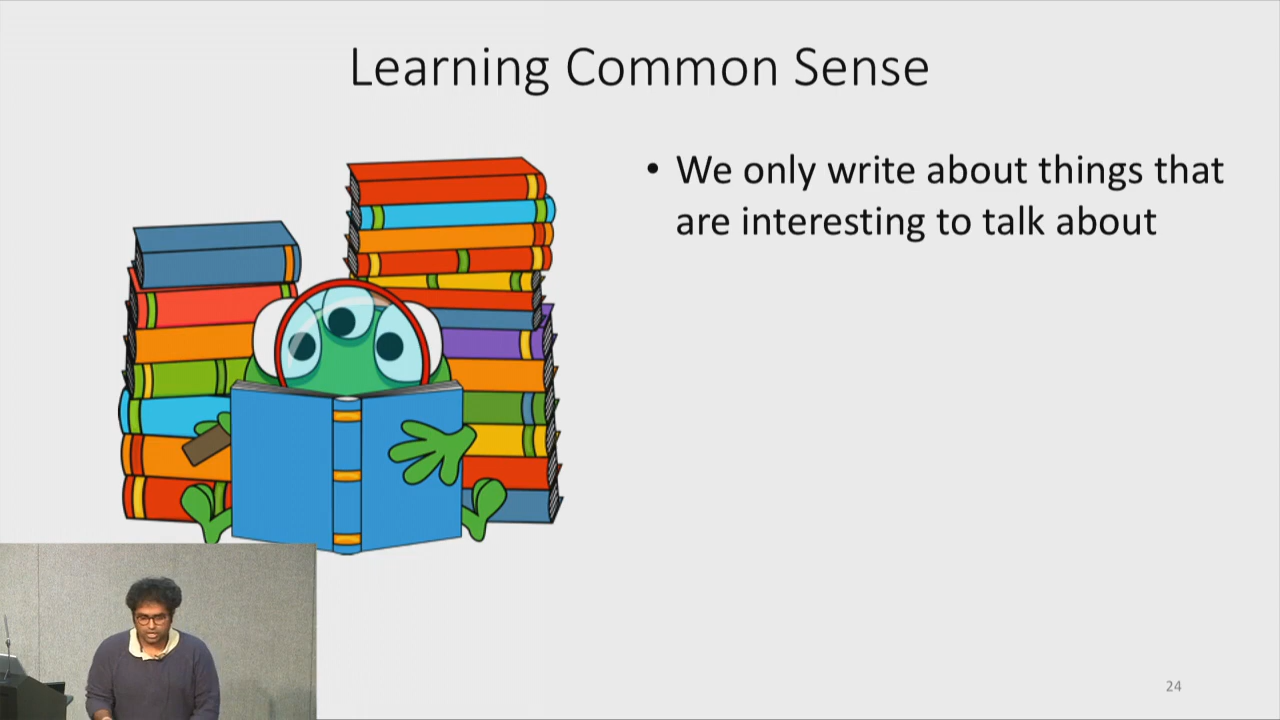 Learning Common Sense
• We only write about things that
are interesting to talk about
24